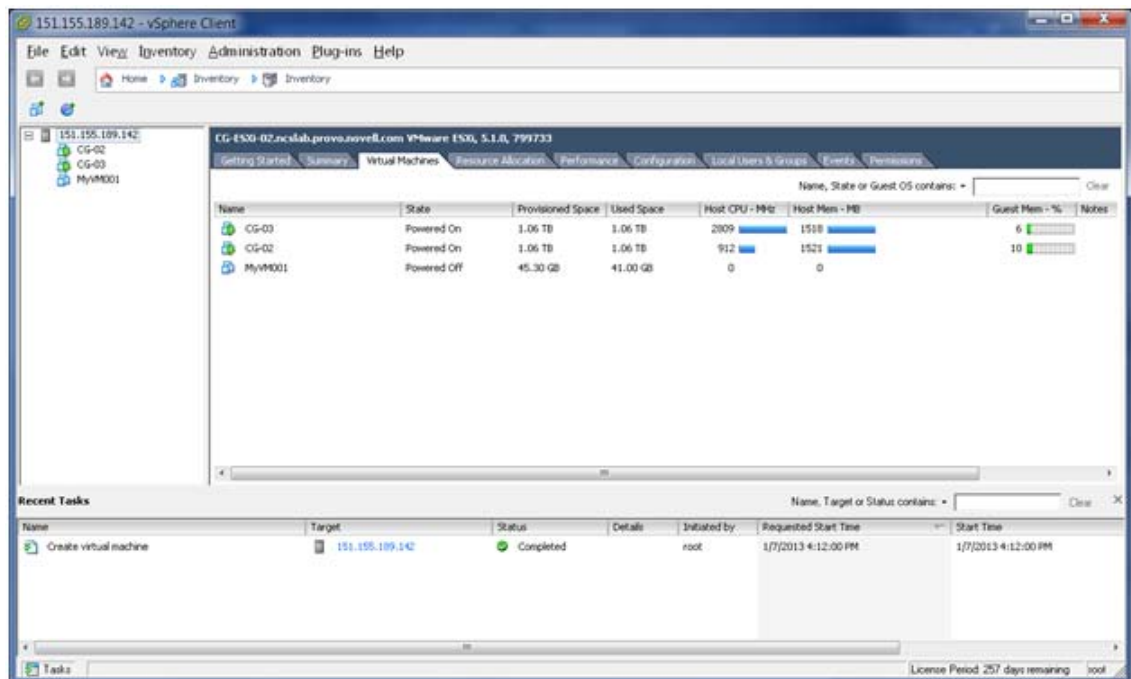 151.155.189.142 - vSphere Client
File Edit View Inventory Administration Plug-ins Help
Home Inventory Inventory
151.155.189.142
CG-02
CG-03
MyVM001
CG-ESXi-02.ncslab.provo.novell.com VMware ESXi, 5.1.0, 799733
Getting Started Summary Virtual Machines Resource Allocation Performance Configuration Local Users & Groups Events Permissions
Name, State or Guest OS contains: Clear
Name State Provisioned Space Used Space Host CPU - MHz Host Mem - MB Guest Mem - % Notes
CG-03 Powered On 1.06 TB 1.06 TB 2809 1518 6
CG-02 Powered On 1.06 TB 1.06 TB 912 1521 10
MyVM001 Powered Off 45.30 GB 41.00 GB 0 0
Recent Tasks Name, Target or Status contains: Clear
Name Target Status Details Initiated by Requested Start Time Start Time
Create virtual machine 151.155.189.142 Completed root 1/7/2013 4:12:00 PM 1/7/2013 4:12:00 PM
Tasks License Period: 257 days remaining root